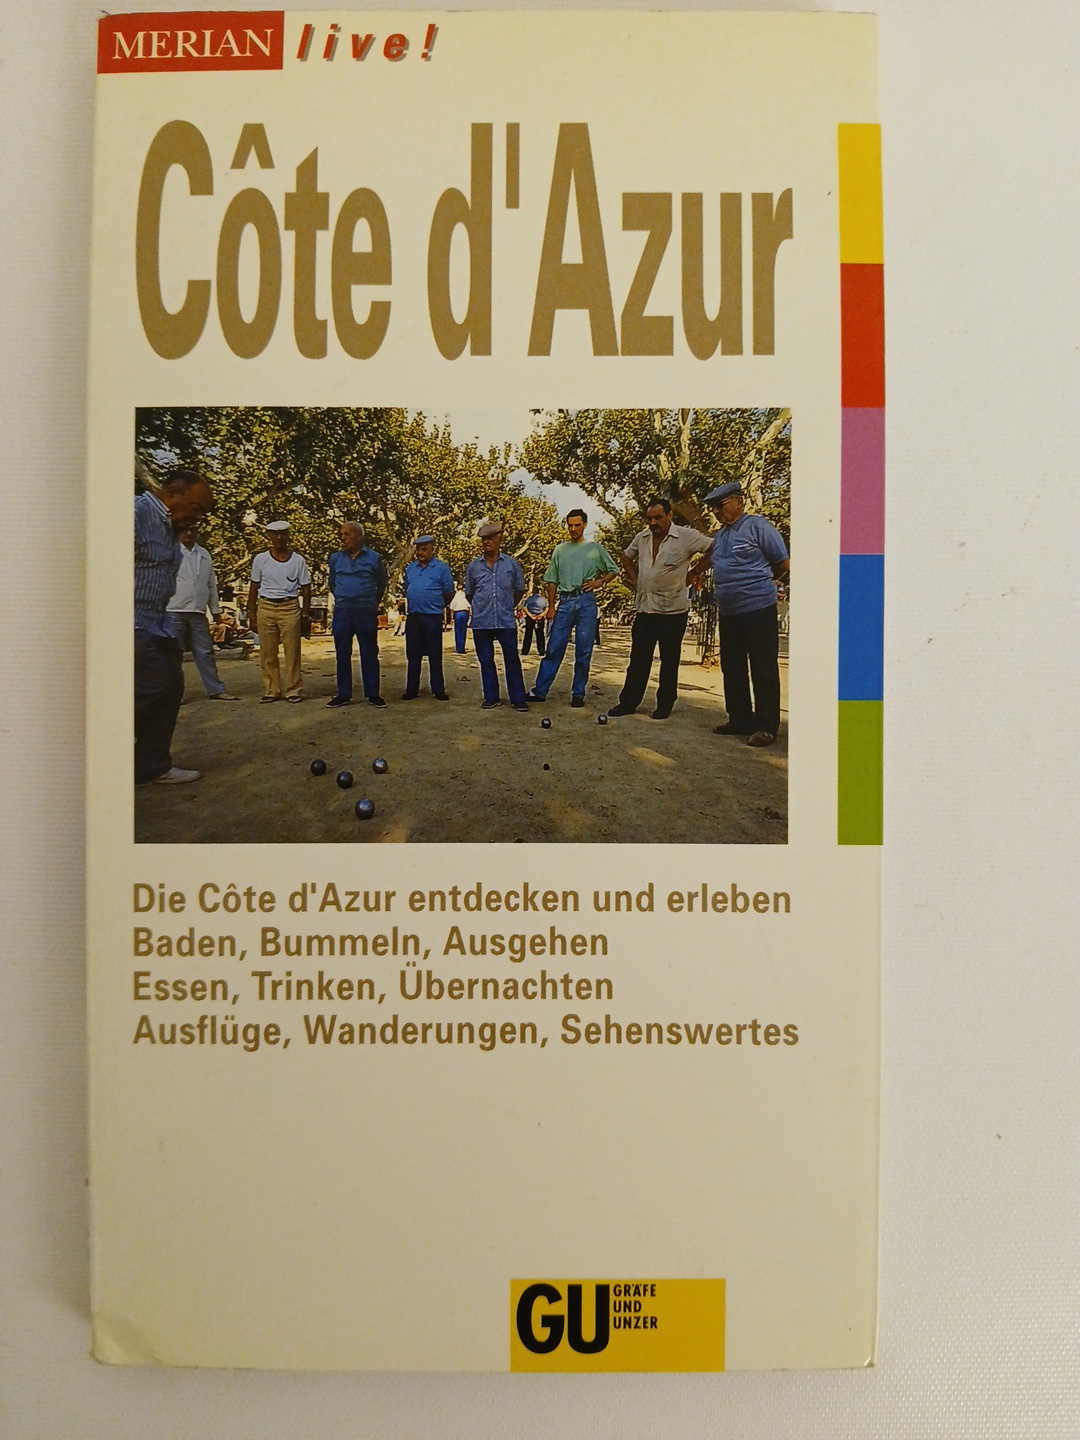 MERIAN live!
Côte d'Azur
Die Côte d'Azur entdecken und erleben
Baden, Bummeln, Ausgehen
Essen, Trinken, Übernachten
Ausflüge, Wanderungen, Sehenswertes
GU GRÄFE
UND
UNZER